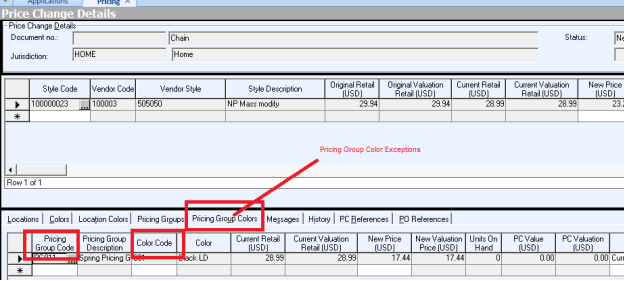 Applications Pricing
Price Change Details
Price Change Details
Document no.: Chain Status: Ne
Jurisdiction: HOME Home
Style Code Vendor Code Vendor Style Style Description Original Retail (USD) Original Valuation Retail (USD) Current Retail (USD) Current Valuation Retail (USD) New Price (USD)
100000023 ... 100003 505050 NP Mass modify 29.94 29.94 28.99 28.99 23.2
Pricing Group Color Exceptions
Row 1 of 1
Locations Colors Location Colors Pricing Groups Pricing Group Colors Messages History PC References PO References
Pricing Group Code Pricing Group Description Color Code Color Current Retail (USD) Current Valuation Retail (USD) New Price (USD) New Valuation Price (USD) Units On Hand PC Value (USD) PC Valuation (USD)
... Spring Pricing G 001 Black LD 28.99 28.99 17.44 17.44 0 0.00 0.00 Curr